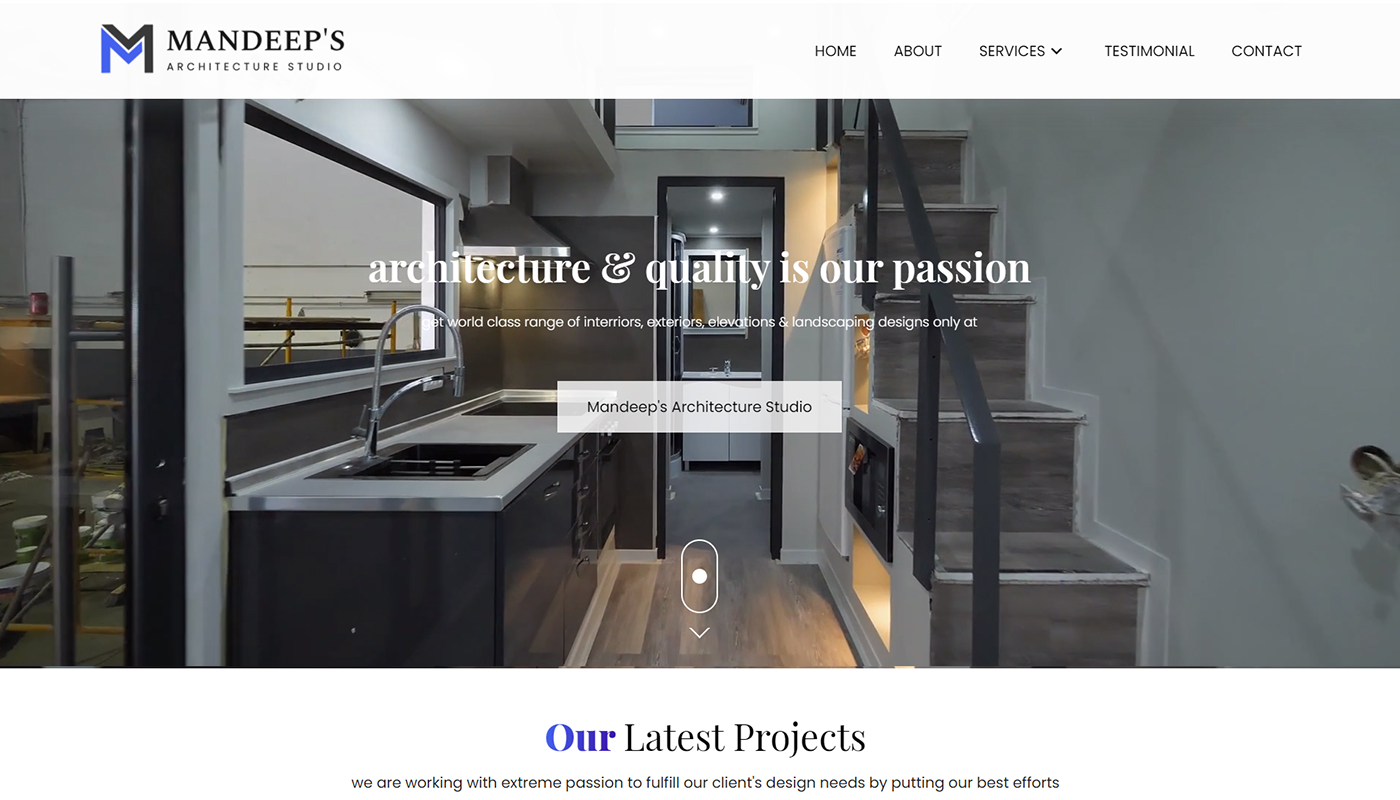 MANDEEP'S
ARCHITECTURE STUDIO
HOME ABOUT SERVICES TESTIMONIAL CONTACT
architecture & quality is our passion
get world class range of interriors, exteriors, elevations & landscaping designs only at
Mandeep's Architecture Studio
Our Latest Projects
we are working with extreme passion to fulfill our client's design needs by putting our best efforts